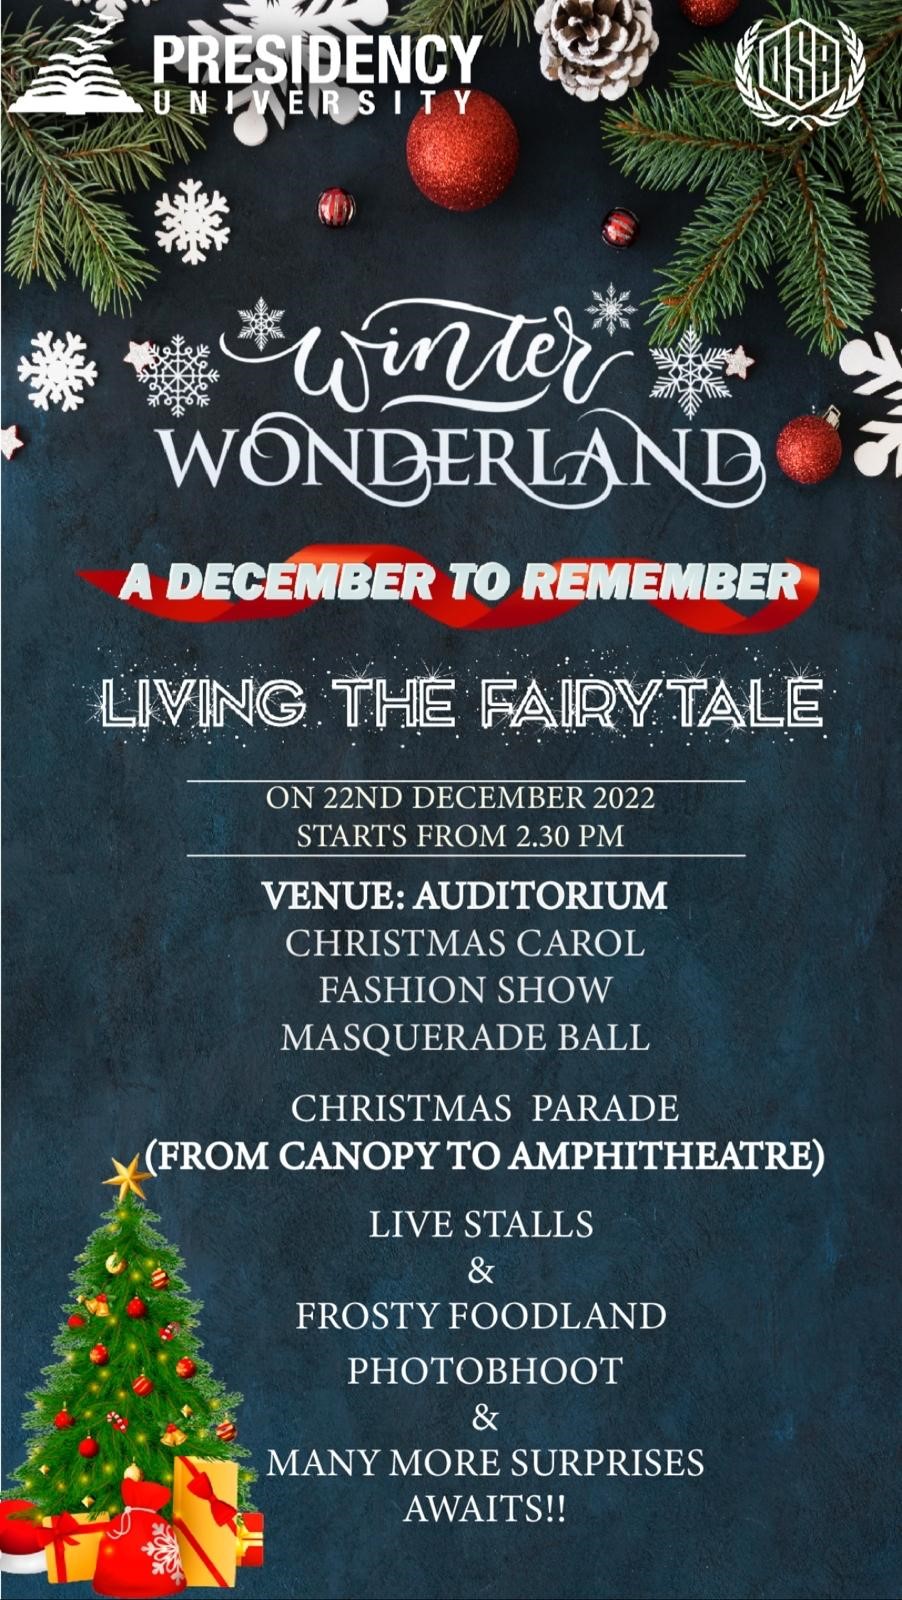 PRESIDENCY
UNIVERSITY
DSA
winter
WONDERLAND
A DECEMBER TO REMEMBER
LIVING THE FAIRYTALE
ON 22ND DECEMBER 2022
STARTS FROM 2.30 PM
VENUE: AUDITORIUM
CHRISTMAS CAROL
FASHION SHOW
MASQUERADE BALL
CHRISTMAS PARADE
(FROM CANOPY TO AMPHITHEATRE)
LIVE STALLS
&
FROSTY FOODLAND
PHOTOBHOOT
&
MANY MORE SURPRISES
AWAITS!!